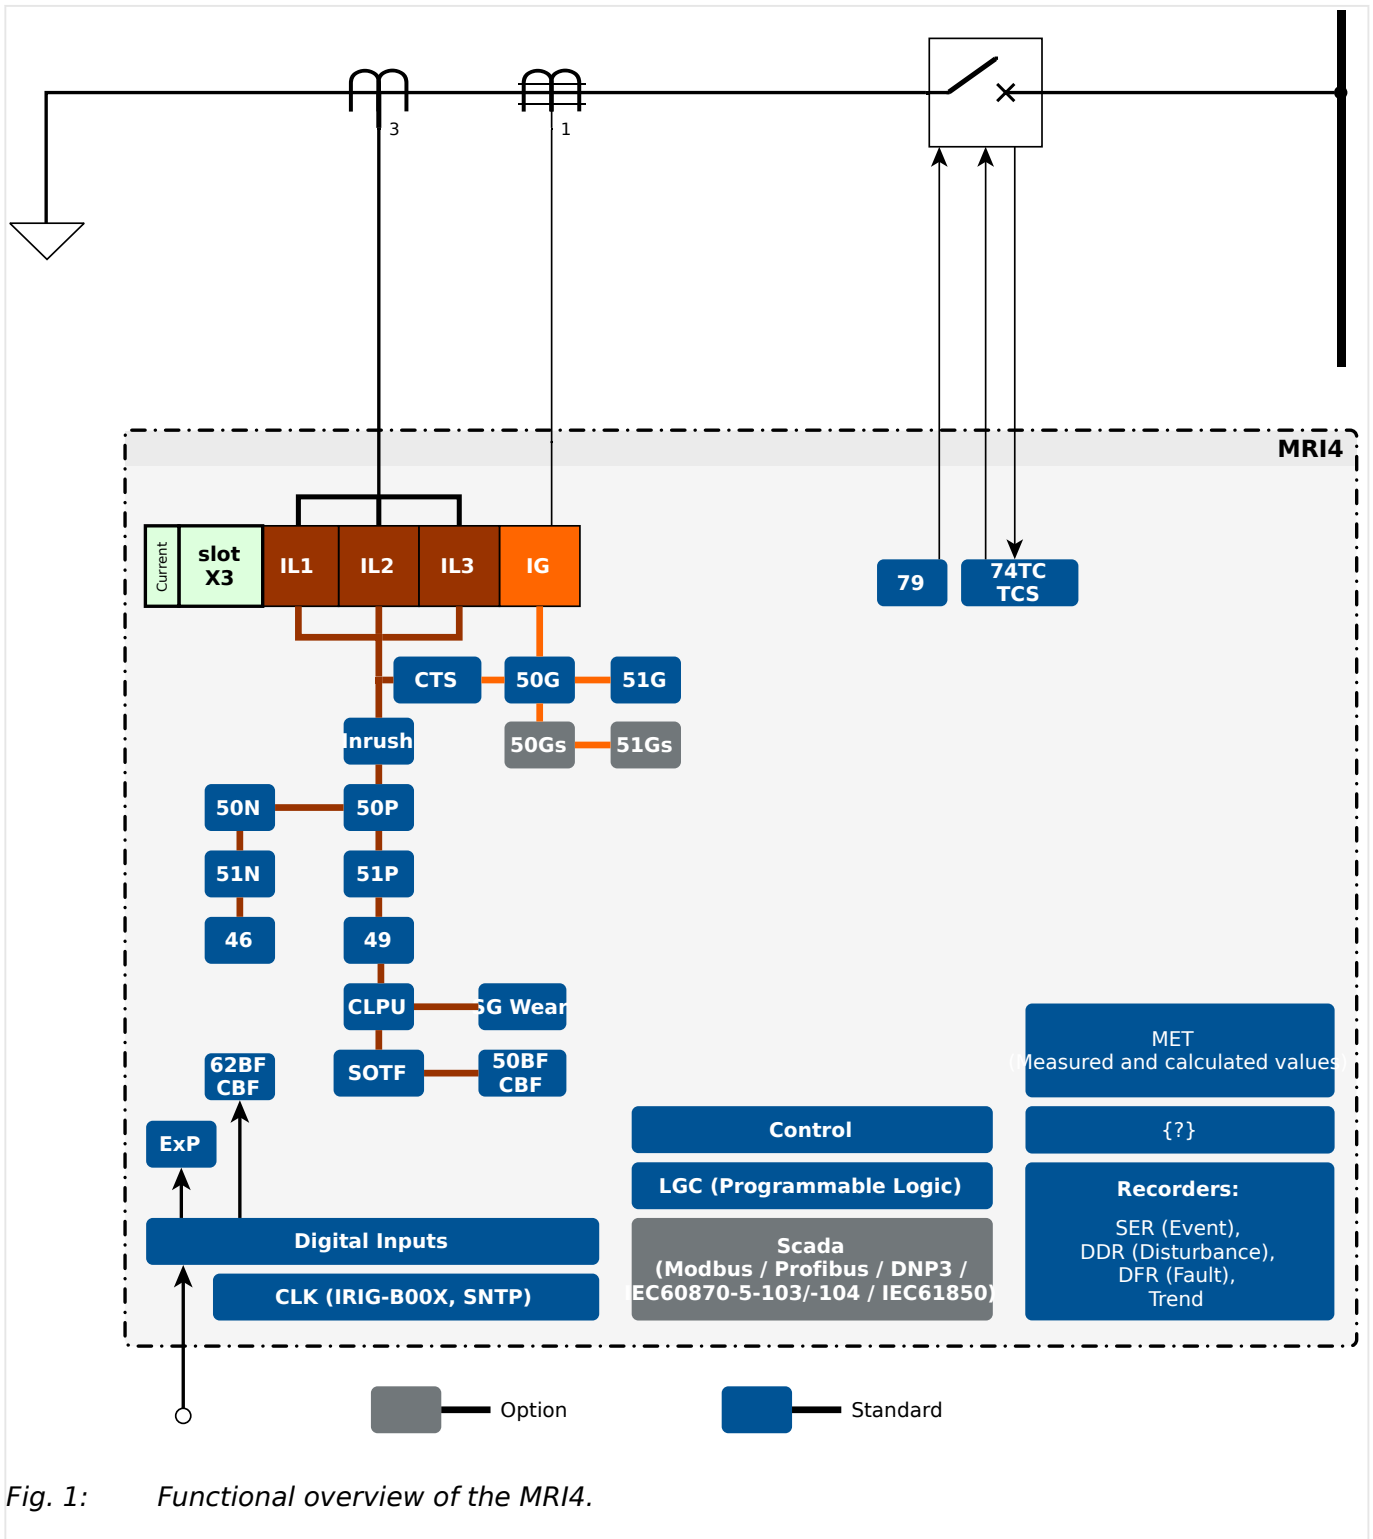 3
1
MRI4
Current
slot
X3
IL1
IL2
IL3
IG
79
74TC
TCS
CTS
50G
51G
Inrush
50Gs
51Gs
50N
50P
51N
51P
46
49
CLPU
SG Wear
62BF
CBF
SOTF
50BF
CBF
MET
(Measured and calculated values)
ExP
Control
{?}
LGC (Programmable Logic)
Recorders:
SER (Event),
DDR (Disturbance),
DFR (Fault),
Trend
Digital Inputs
Scada
(Modbus / Profibus / DNP3 /
IEC60870-5-103/-104 / IEC61850)
CLK (IRIG-B00X, SNTP)
Option
Standard
Fig. 1: Functional overview of the MRI4.